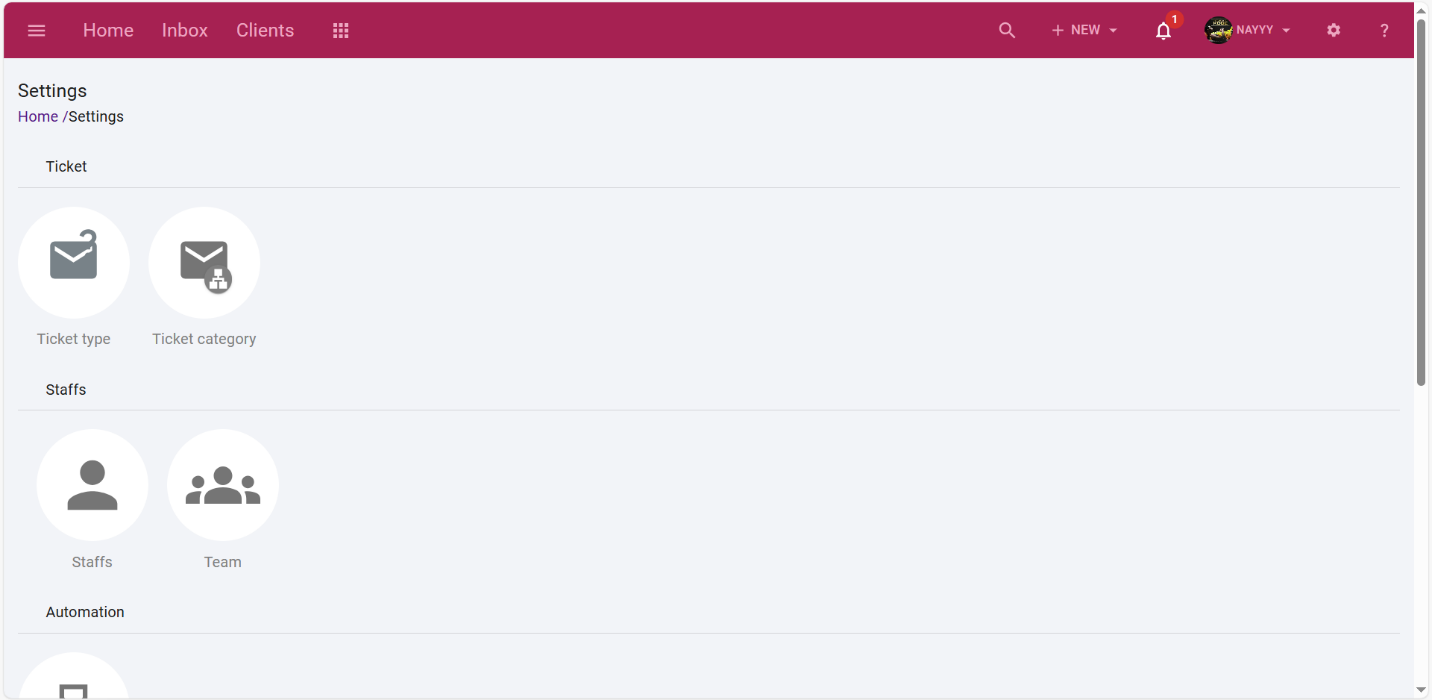 Home Inbox Clients + NEW 1 NAYYY ?
Settings
Home /Settings
Ticket
Ticket type Ticket category
Staffs
Staffs Team
Automation